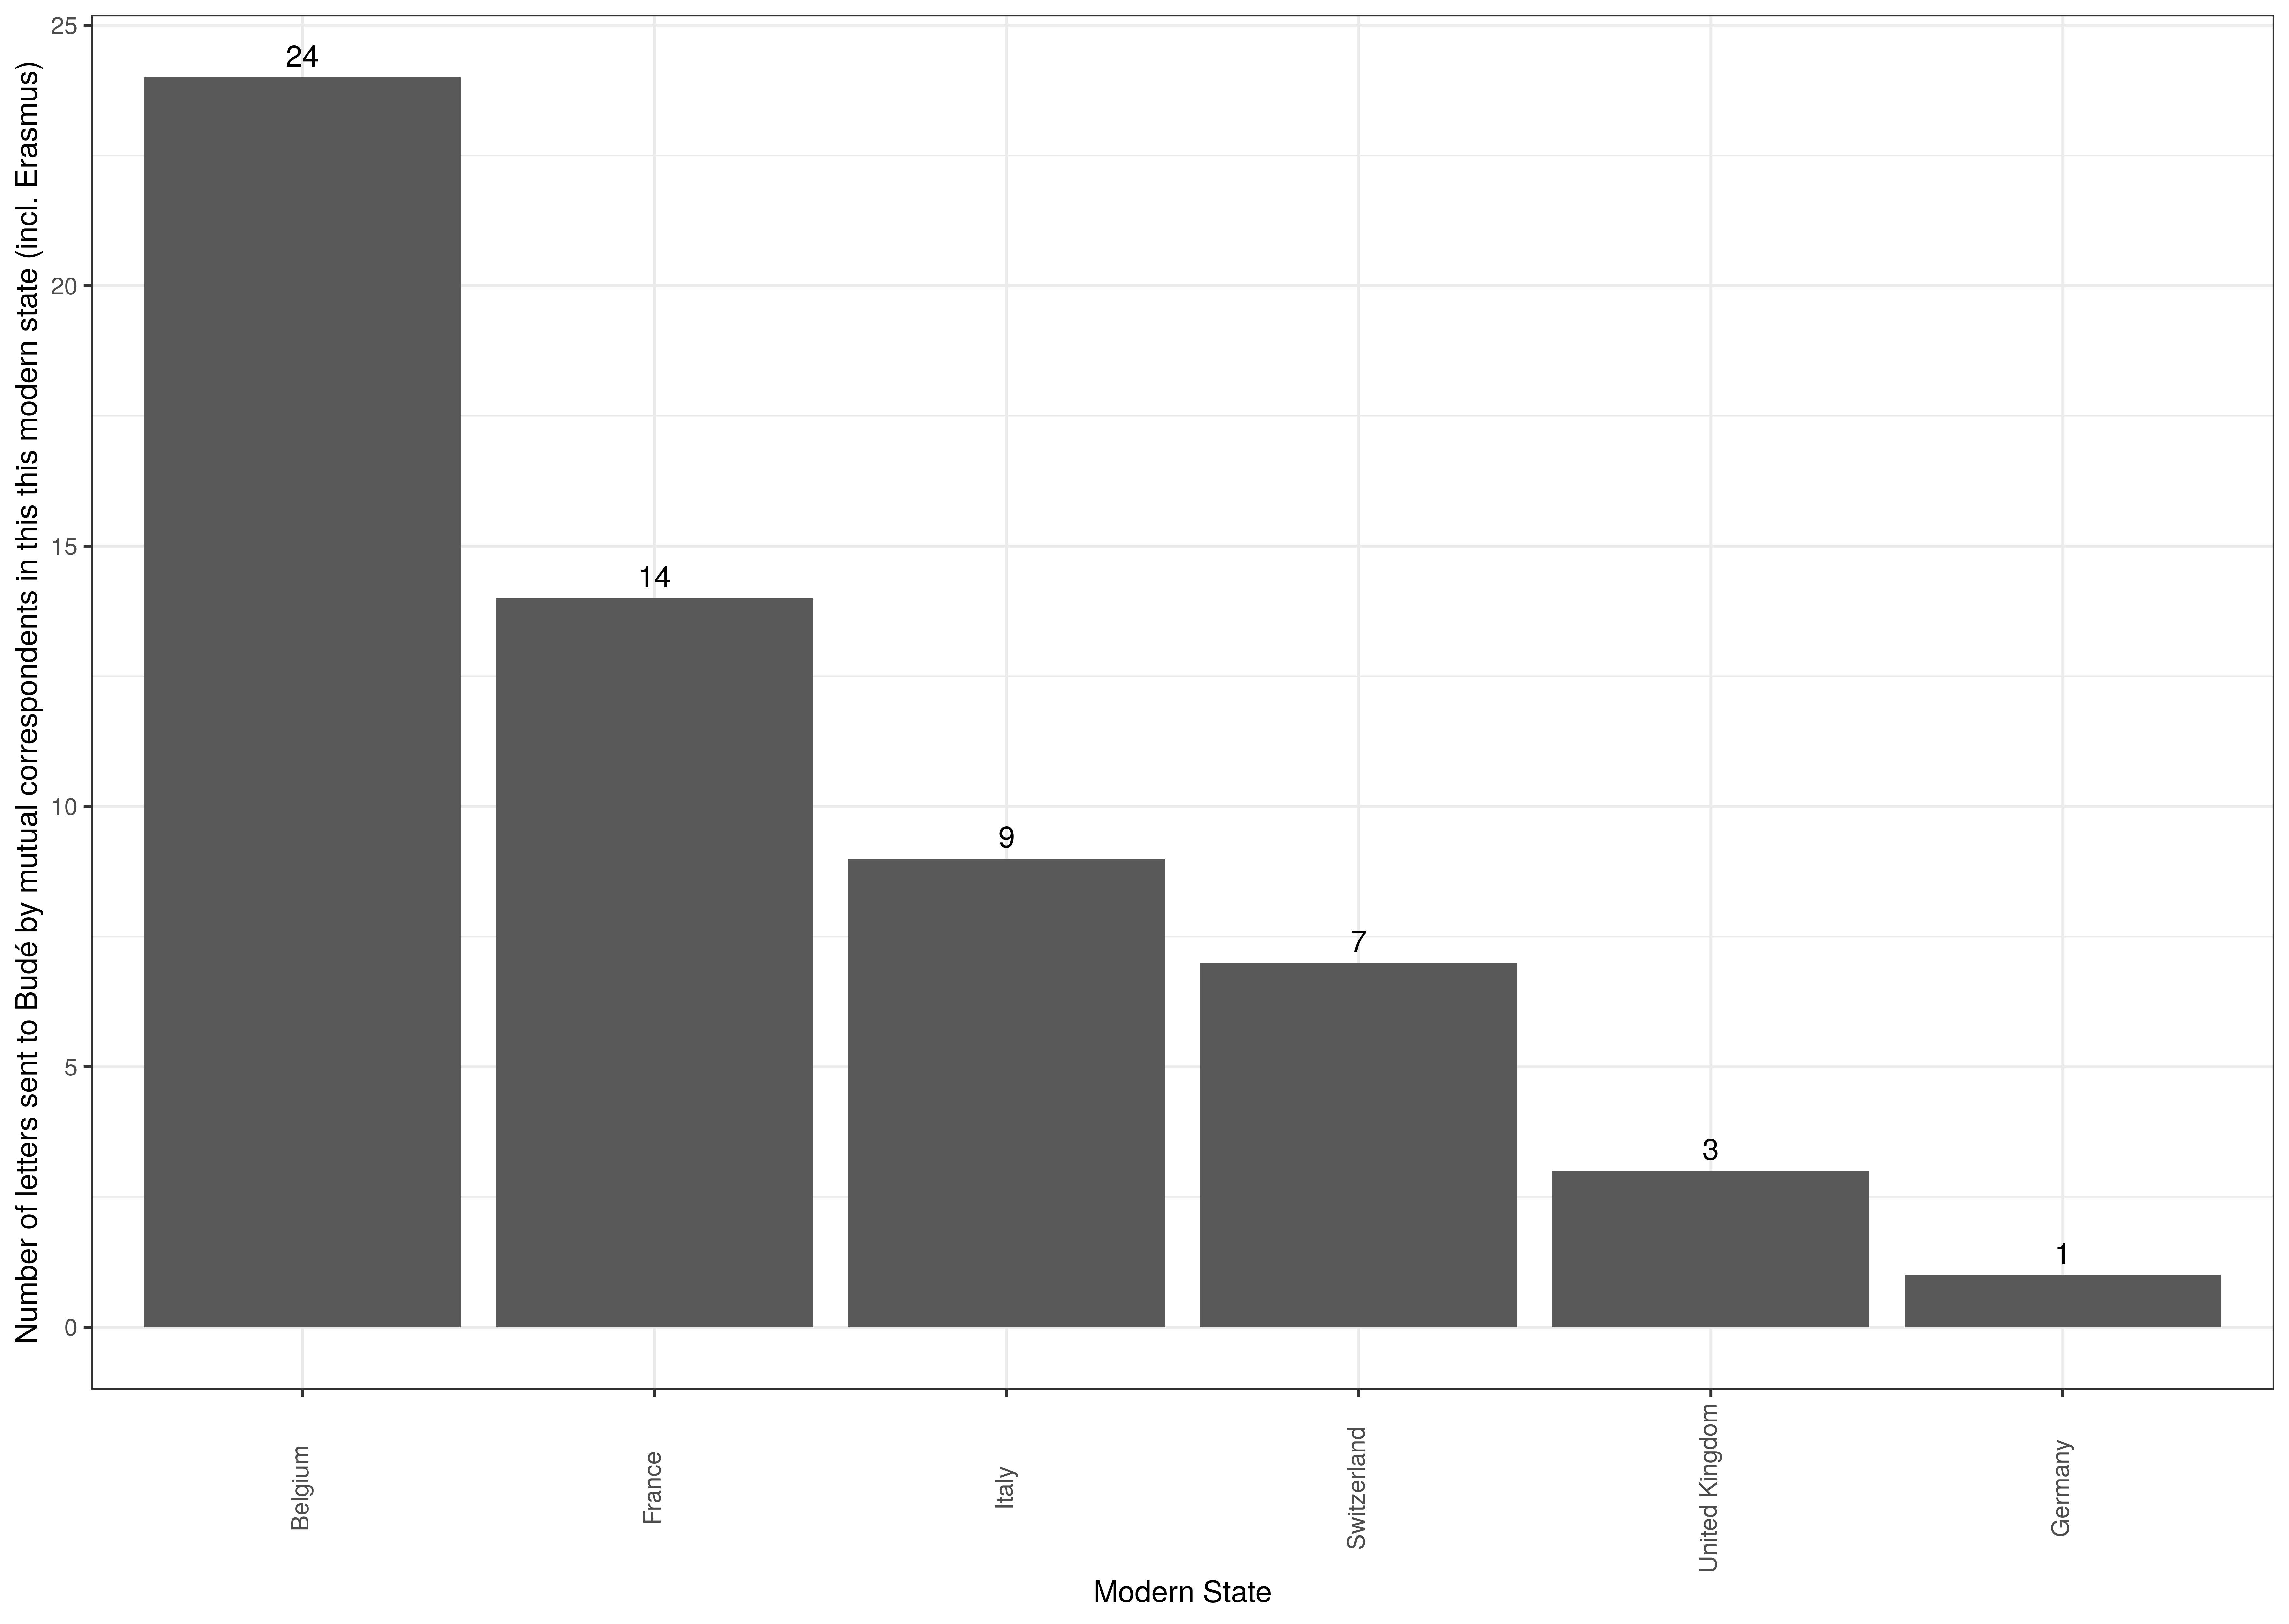 Number of letters sent to Budé by mutual correspondents in this this modern state (incl. Erasmus)
25
20
15
10
5
0
24
14
9
7
3
1
Belgium
France
Italy
Switzerland
United Kingdom
Germany
Modern State